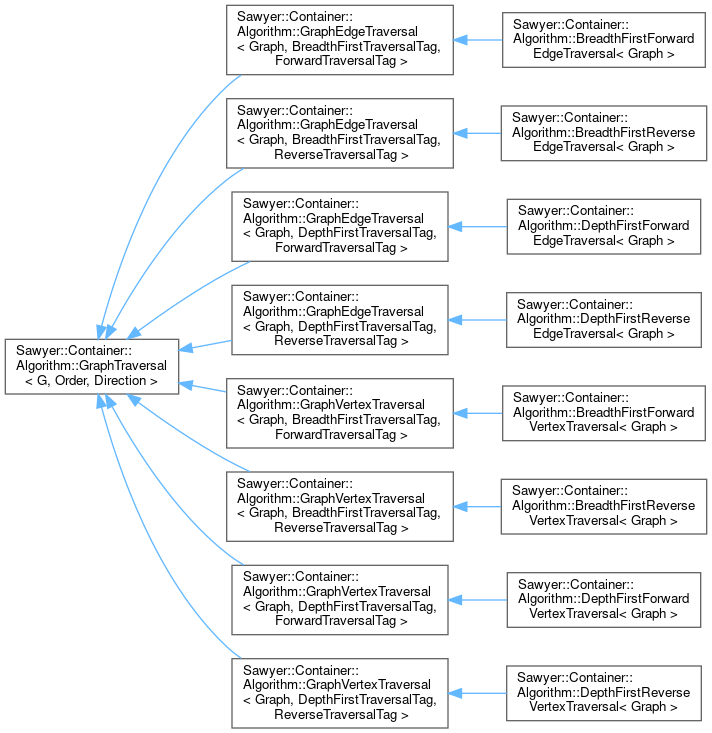 Sawyer::Container::
Algorithm::GraphEdgeTraversal
< Graph, BreadthFirstTraversalTag,
ForwardTraversalTag >
Sawyer::Container::
Algorithm::BreadthFirstForward
EdgeTraversal< Graph >
Sawyer::Container::
Algorithm::GraphEdgeTraversal
< Graph, BreadthFirstTraversalTag,
ReverseTraversalTag >
Sawyer::Container::
Algorithm::BreadthFirstReverse
EdgeTraversal< Graph >
Sawyer::Container::
Algorithm::GraphEdgeTraversal
< Graph, DepthFirstTraversalTag,
ForwardTraversalTag >
Sawyer::Container::
Algorithm::DepthFirstForward
EdgeTraversal< Graph >
Sawyer::Container::
Algorithm::GraphEdgeTraversal
< Graph, DepthFirstTraversalTag,
ReverseTraversalTag >
Sawyer::Container::
Algorithm::DepthFirstReverse
EdgeTraversal< Graph >
Sawyer::Container::
Algorithm::GraphTraversal
< G, Order, Direction >
Sawyer::Container::
Algorithm::GraphVertexTraversal
< Graph, BreadthFirstTraversalTag,
ForwardTraversalTag >
Sawyer::Container::
Algorithm::BreadthFirstForward
VertexTraversal< Graph >
Sawyer::Container::
Algorithm::GraphVertexTraversal
< Graph, BreadthFirstTraversalTag,
ReverseTraversalTag >
Sawyer::Container::
Algorithm::BreadthFirstReverse
VertexTraversal< Graph >
Sawyer::Container::
Algorithm::GraphVertexTraversal
< Graph, DepthFirstTraversalTag,
ForwardTraversalTag >
Sawyer::Container::
Algorithm::DepthFirstForward
VertexTraversal< Graph >
Sawyer::Container::
Algorithm::GraphVertexTraversal
< Graph, DepthFirstTraversalTag,
ReverseTraversalTag >
Sawyer::Container::
Algorithm::DepthFirstReverse
VertexTraversal< Graph >